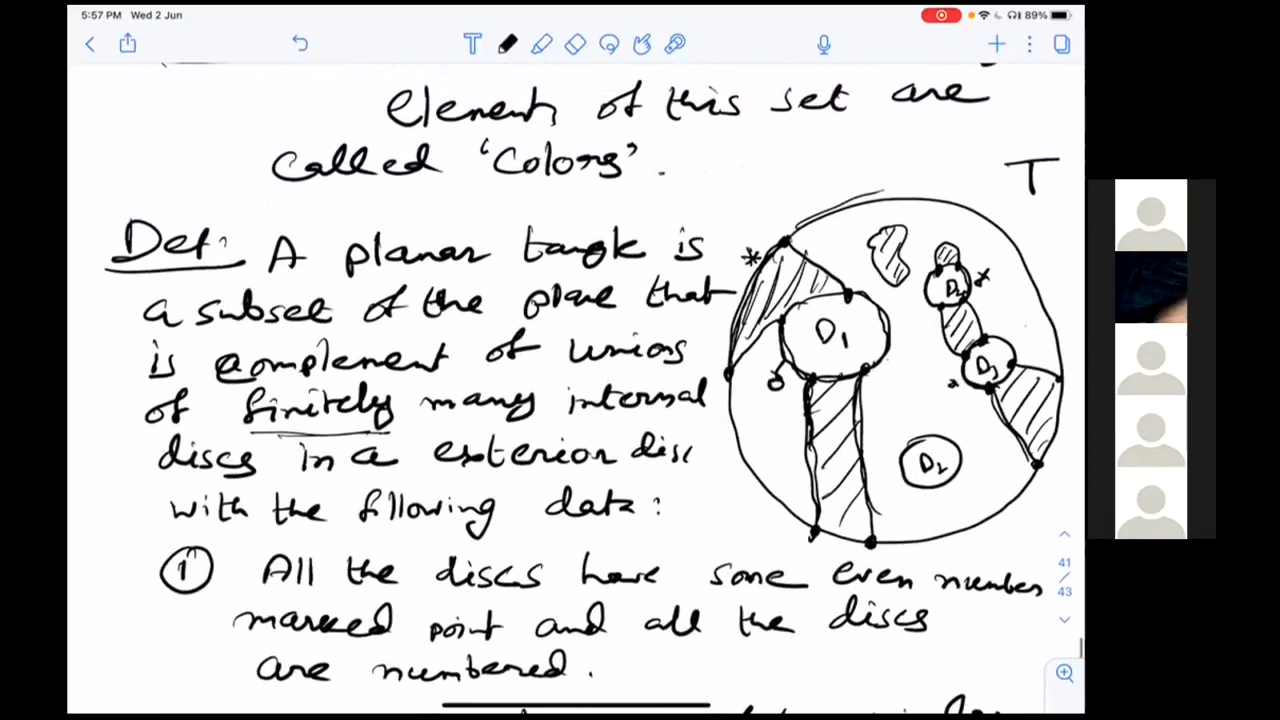 5:57 PM Wed 2 Jun
89%
T
Elements of this set are
called 'Colors'.
T
Def: A planar tangle is
a subset of the plane that
is complement of union
of finitely many internal
discs in a exterior disc
with the following data:
① All the discs have some even number
marked point and all the discs
are numbered.
*
D1
*
D3
D2
41
/
43